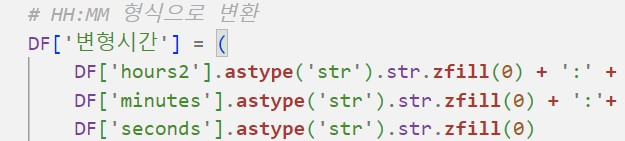 # HH:MM 형식으로 변환
DF['변형시간'] = (
DF['hours2'].astype('str').str.zfill(0) + ':' +
DF['minutes'].astype('str').str.zfill(0) + ':'+
DF['seconds'].astype('str').str.zfill(0)